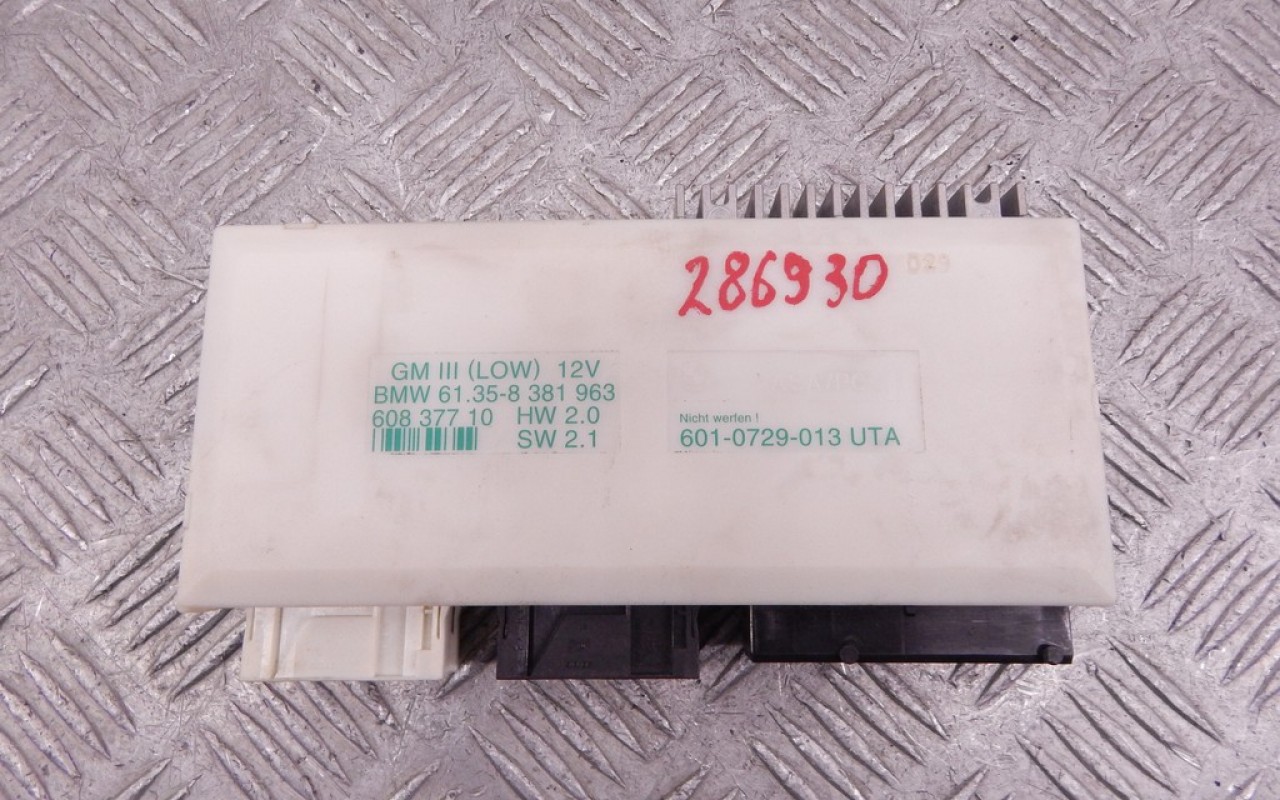 286930
029
GM III (LOW) 12V
BMW 61.35-8 381 963
608 377 10 HW 2.0
SW 2.1
Nicht werfen !
601-0729-013 UTA